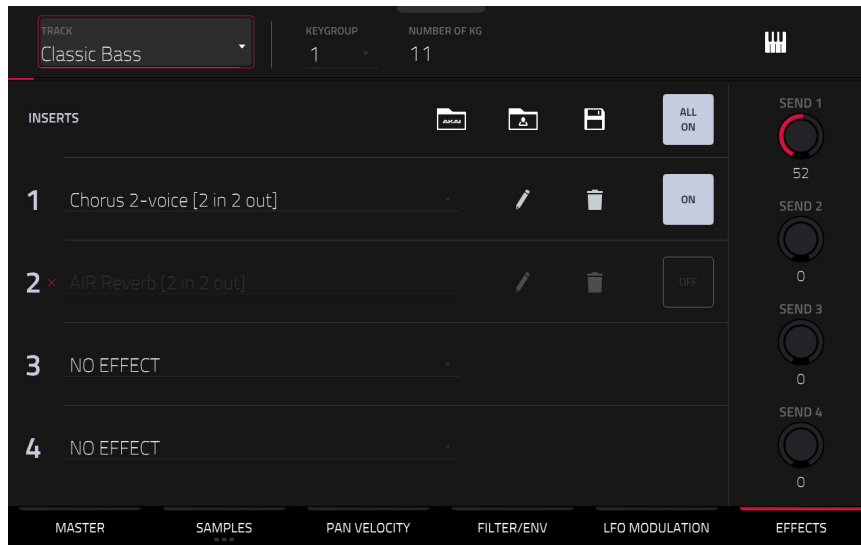 TRACK KEYGROUP NUMBER OF KG
Classic Bass 1 11
INSERTS AKAI ALL ON SEND 1
52
1 Chorus 2-voice [2 in 2 out] ON SEND 2
2 × AIR Reverb [2 in 2 out] OFF 0
SEND 3
3 NO EFFECT 0
SEND 4
4 NO EFFECT
0
MASTER SAMPLES PAN VELOCITY FILTER/ENV LFO MODULATION EFFECTS